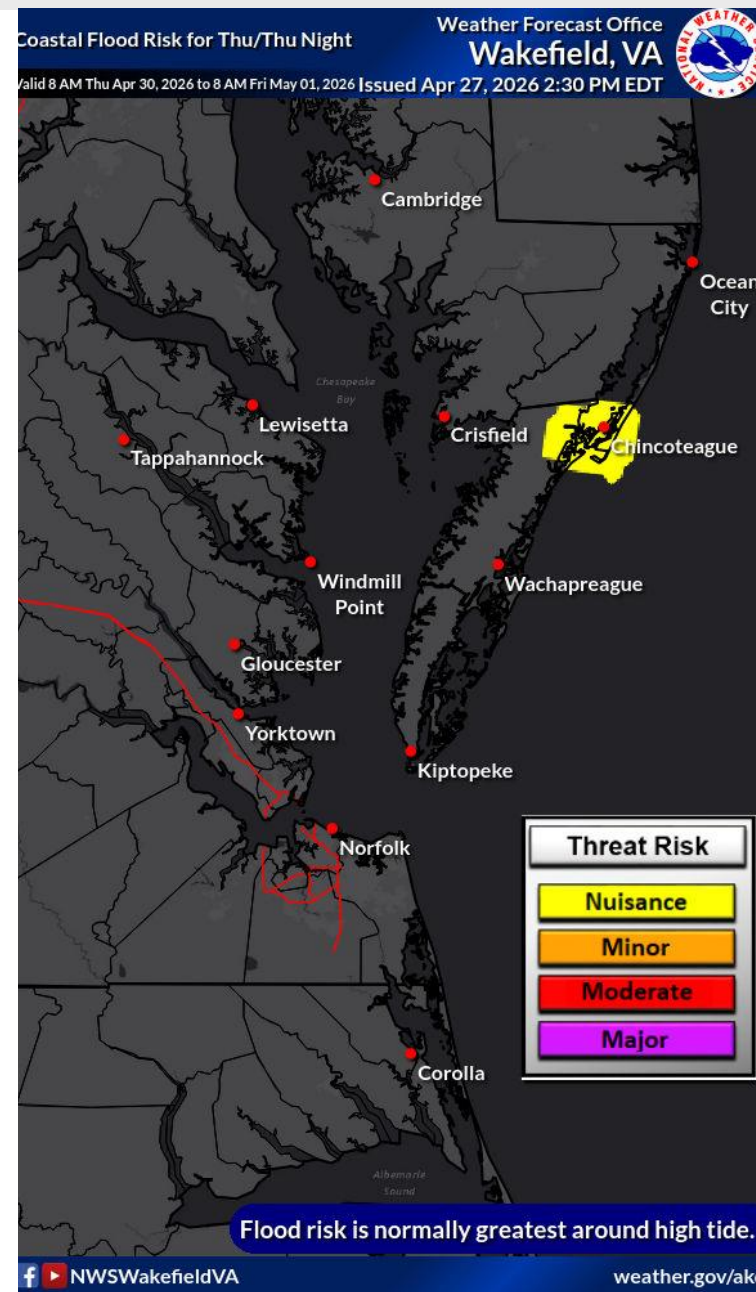 Coastal Flood Risk for Thu/Thu Night
Weather Forecast Office
Wakefield, VA
Valid 8 AM Thu Apr 30, 2026 to 8 AM Fri May 01, 2026
Issued Apr 27, 2026 2:30 PM EDT
Cambridge
Ocean
City
Chesapeake
Bay
Lewisetta
Crisfield
Chincoteague
Tappahannock
Windmill
Point
Wachapreague
Gloucester
Yorktown
Kiptopeke
Norfolk
Threat Risk
Nuisance
Minor
Moderate
Major
Corolla
Albemarle
Sound
Flood risk is normally greatest around high tide.
NWSWakefieldVA
weather.gov/ak